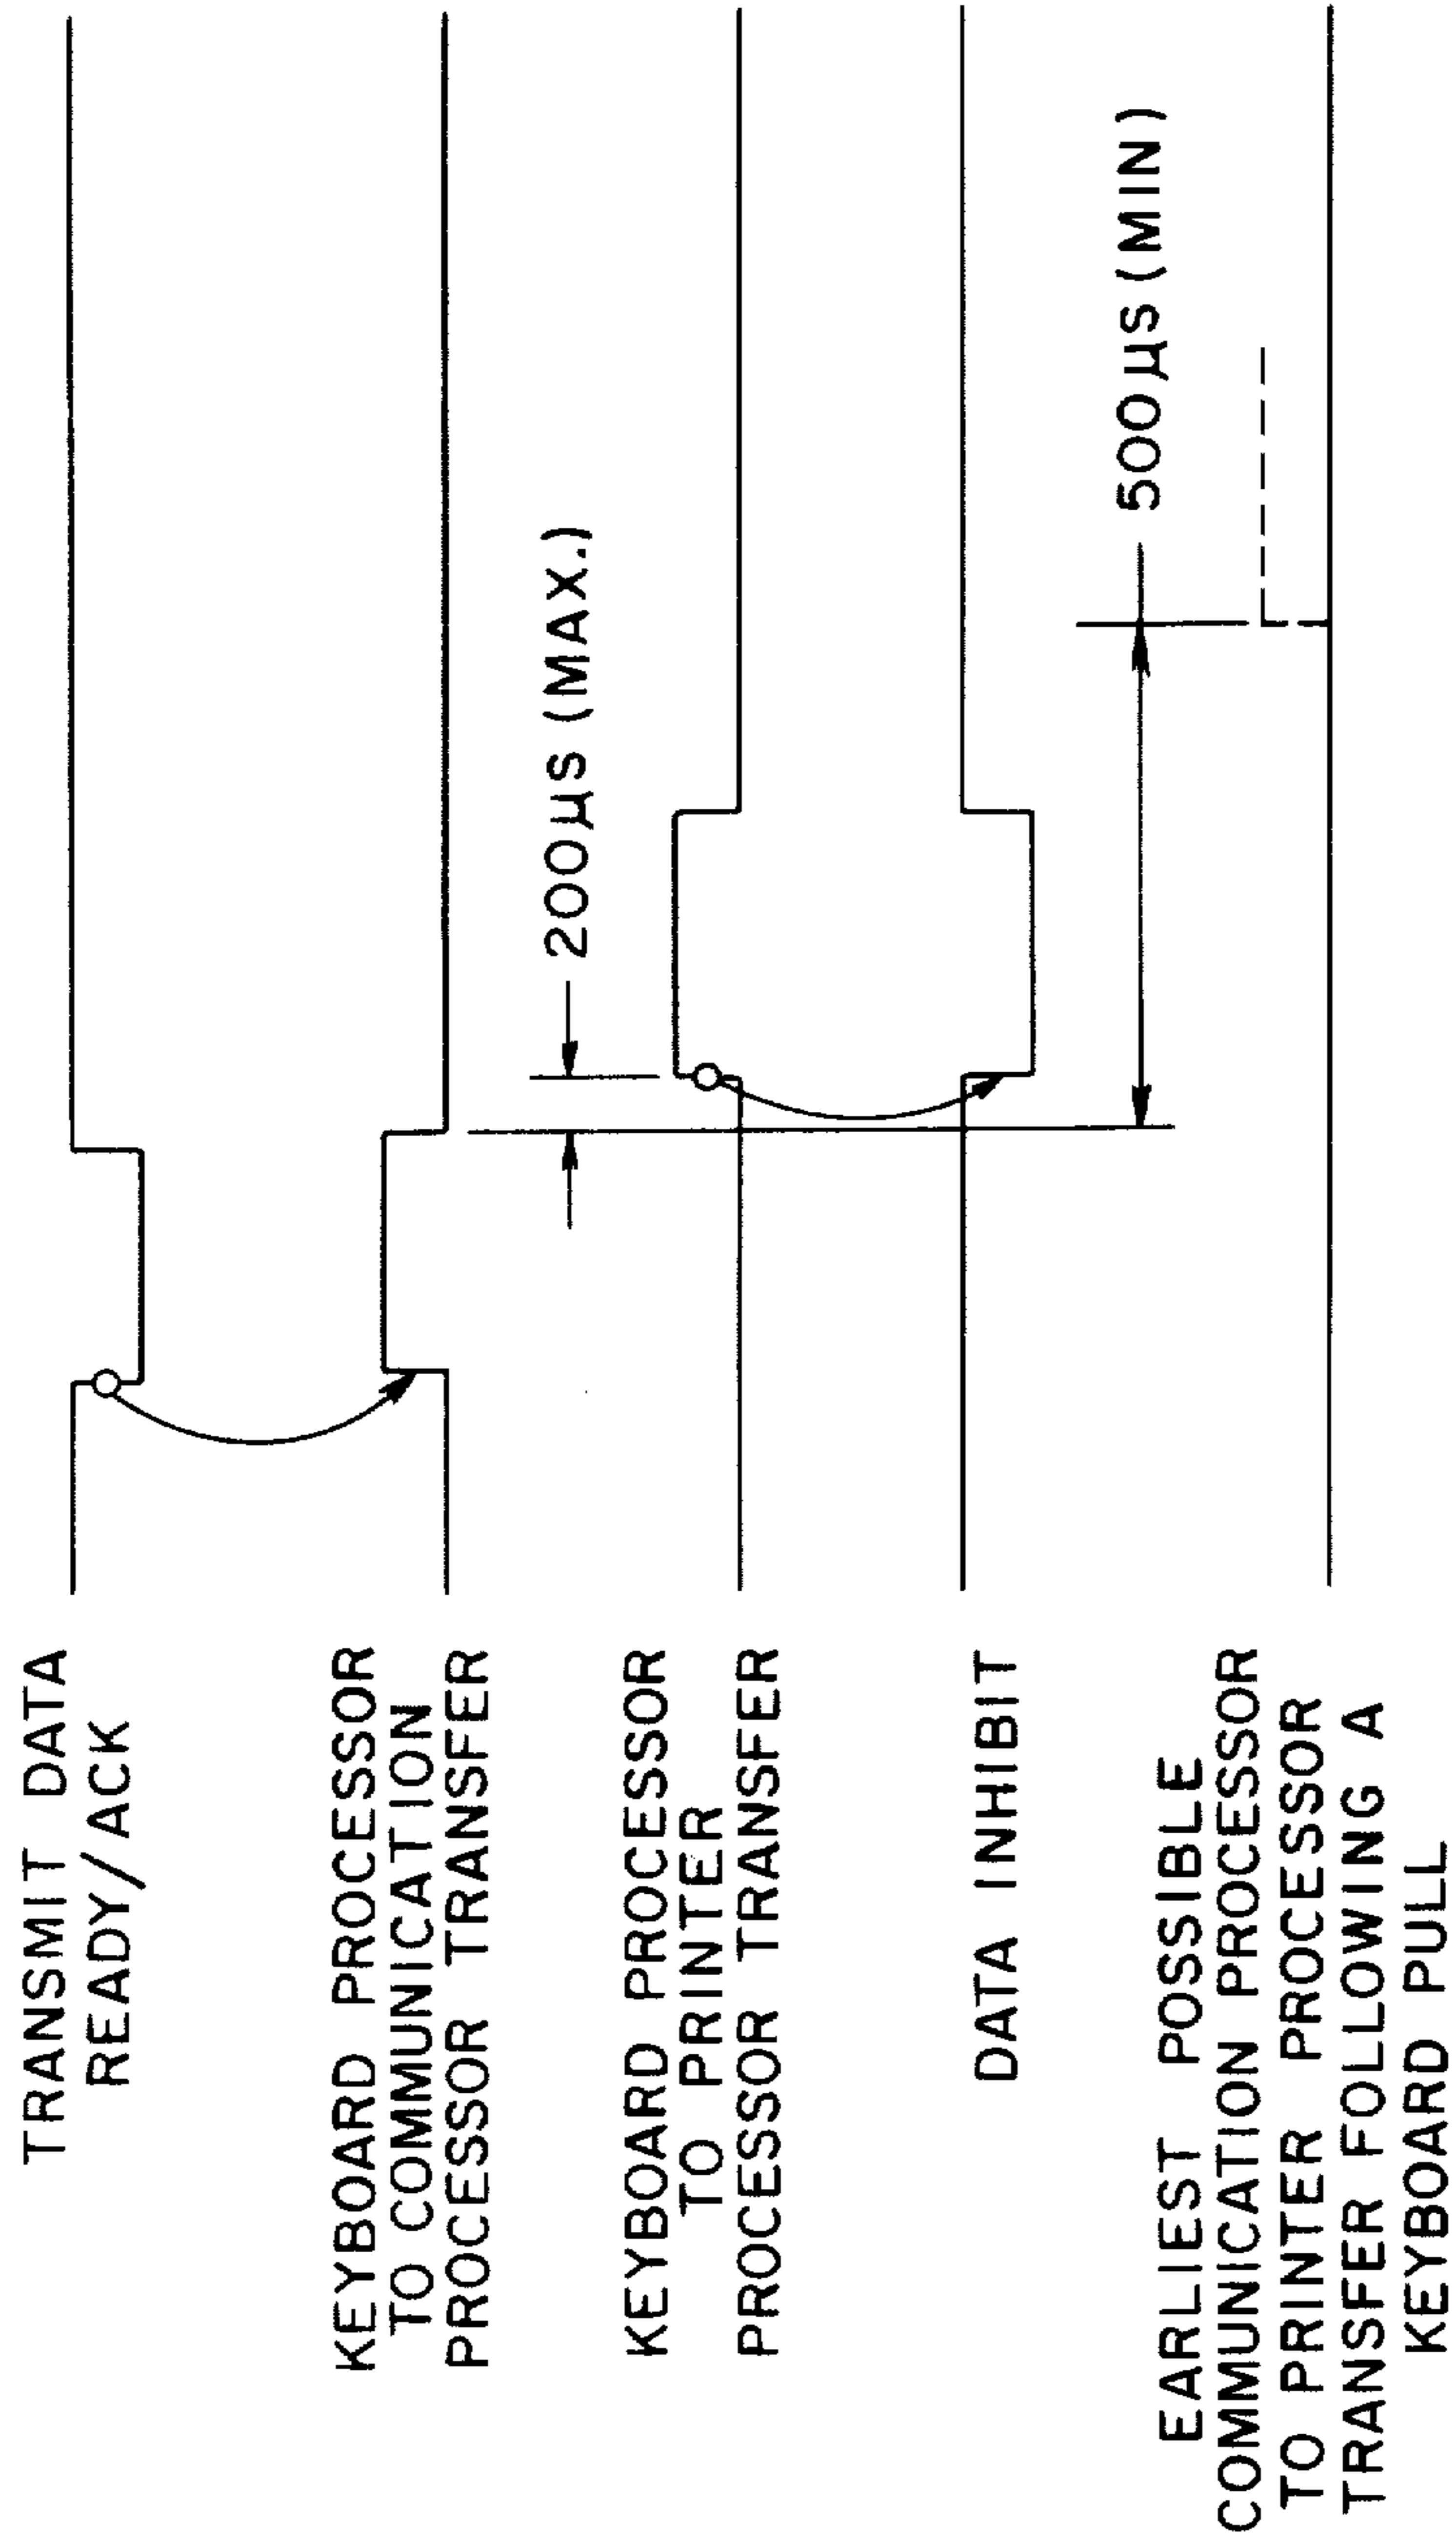 TRANSMIT DATA
READY/ACK
KEYBOARD PROCESSOR
TO COMMUNICATION
PROCESSOR TRANSFER
200µS (MAX.)
KEYBOARD PROCESSOR
TO PRINTER
PROCESSOR TRANSFER
DATA INHIBIT
500µS (MIN)
EARLIEST POSSIBLE
COMMUNICATION PROCESSOR
TO PRINTER PROCESSOR
TRANSFER FOLLOWING A
KEYBOARD PULL